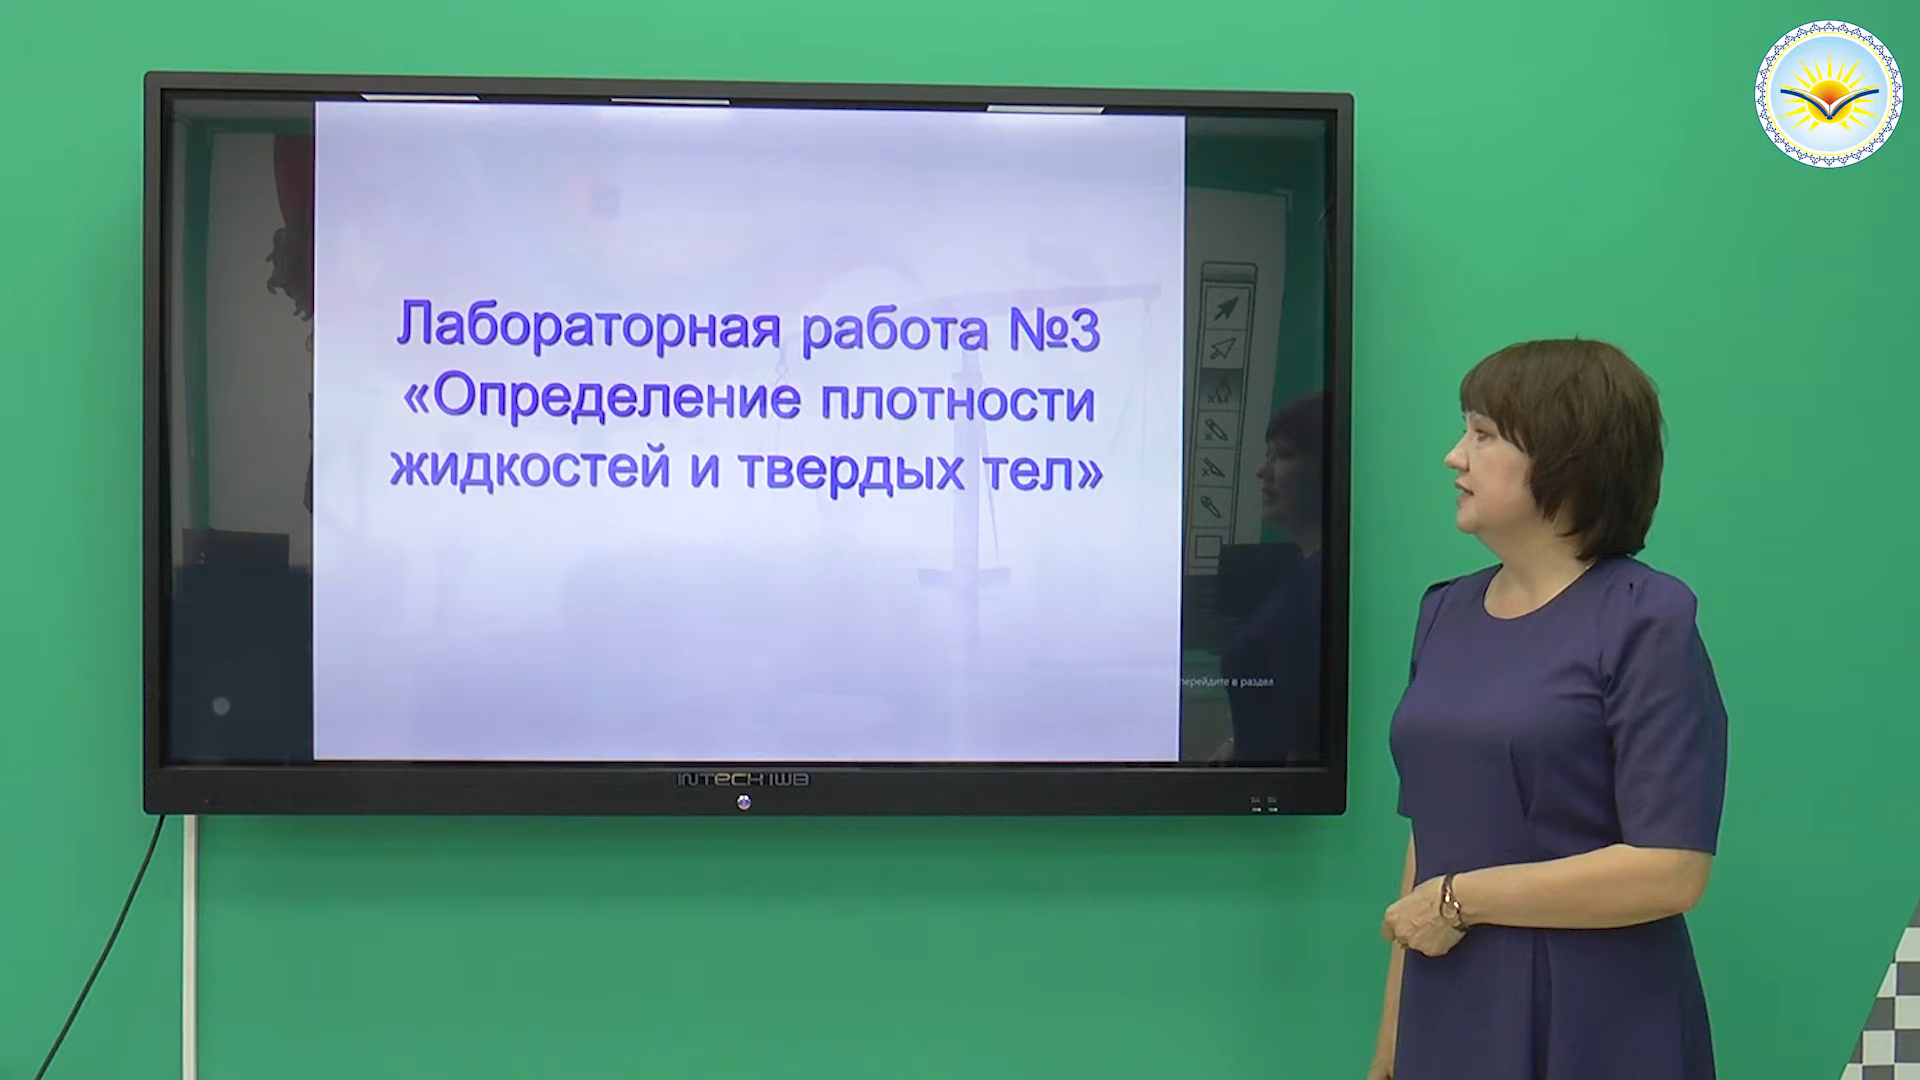 Лабораторная работа №3
«Определение плотности
жидкостей и твердых тел»
перейдите в раздел
INTECH IWB